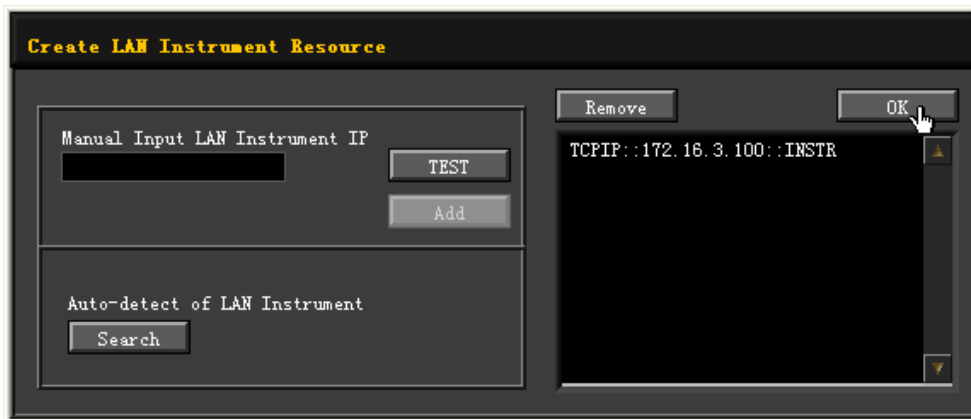 Create LAN Instrument Resource
Manual Input LAN Instrument IP
TEST
Add
Auto-detect of LAN Instrument
Search
Remove
OK
TCPIP::172.16.3.100::INSTR